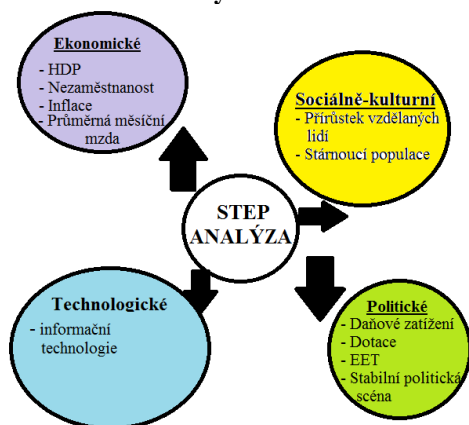 Ekonomické
- HDP
- Nezaměstnanost
- Inflace
- Průměrná měsíční
mzda
Sociálně-kulturní
- Přírůstek vzdělaných
lidí
- Stárnoucí populace
STEP
ANALÝZA
Technologické
- informační
technologie
Politické
- Daňové zatížení
- Dotace
- EET
- Stabilní politická
scéna